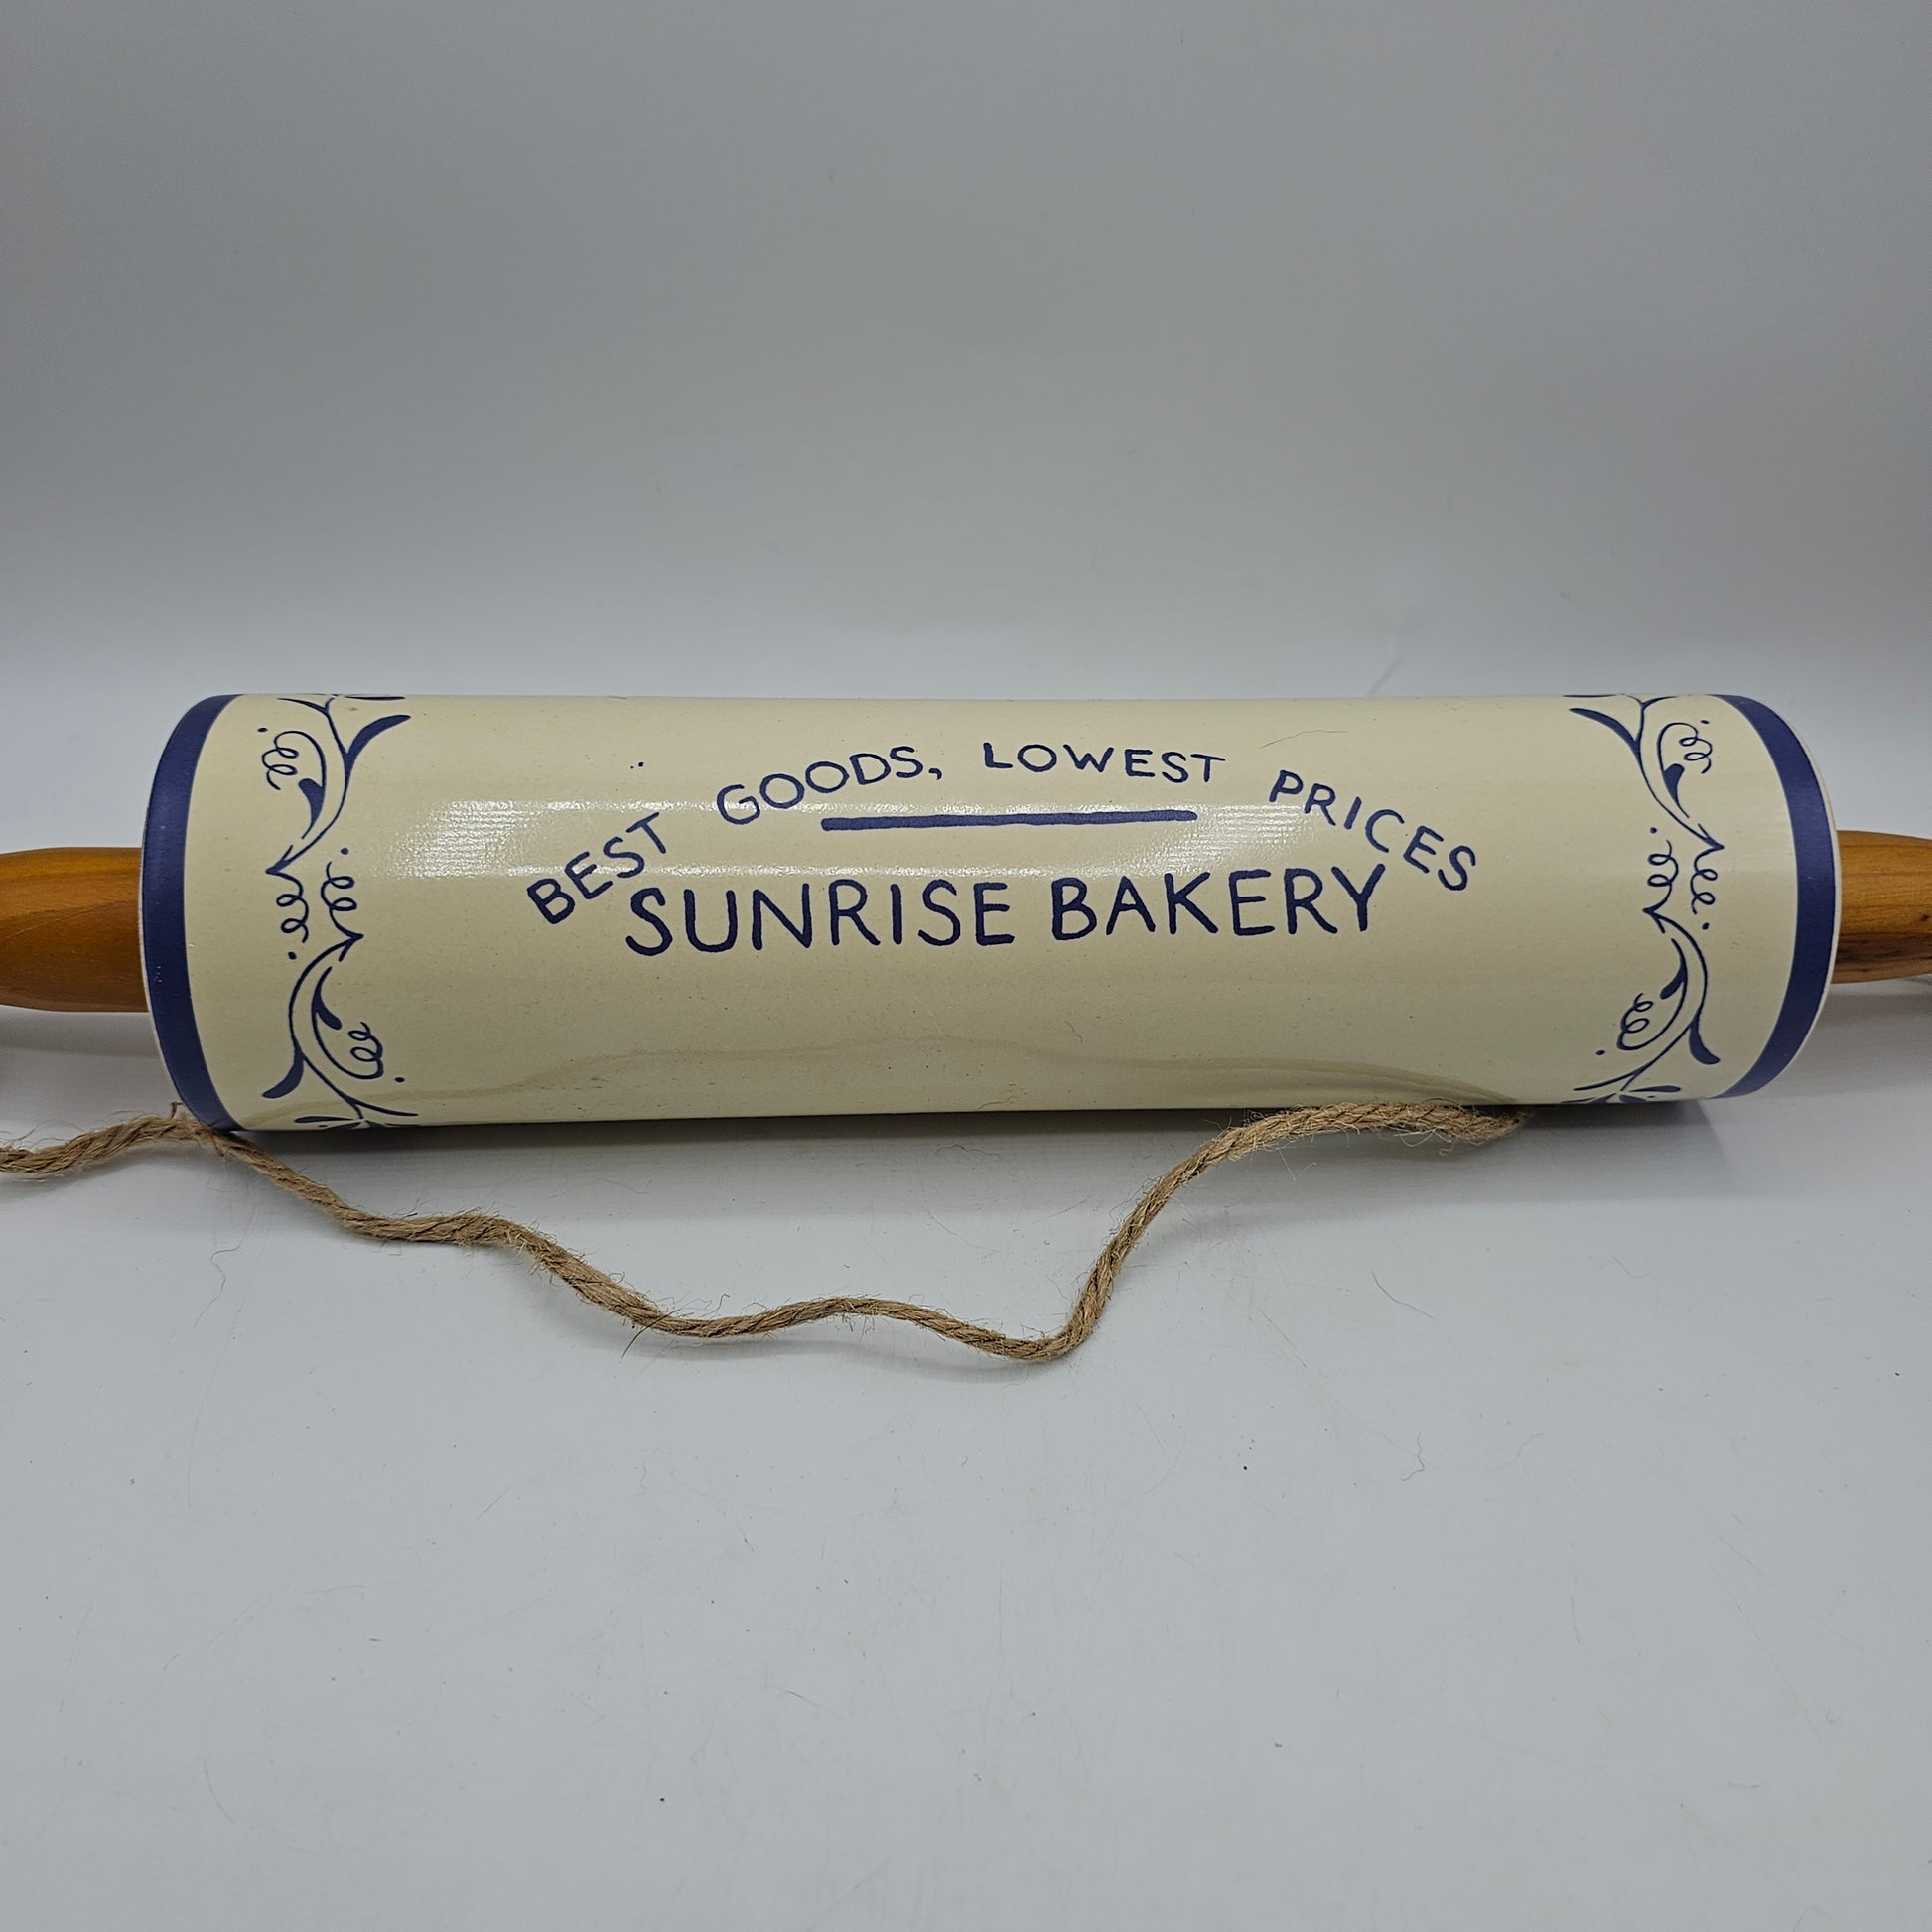 BEST GOODS, LOWEST PRICES
SUNRISE BAKERY